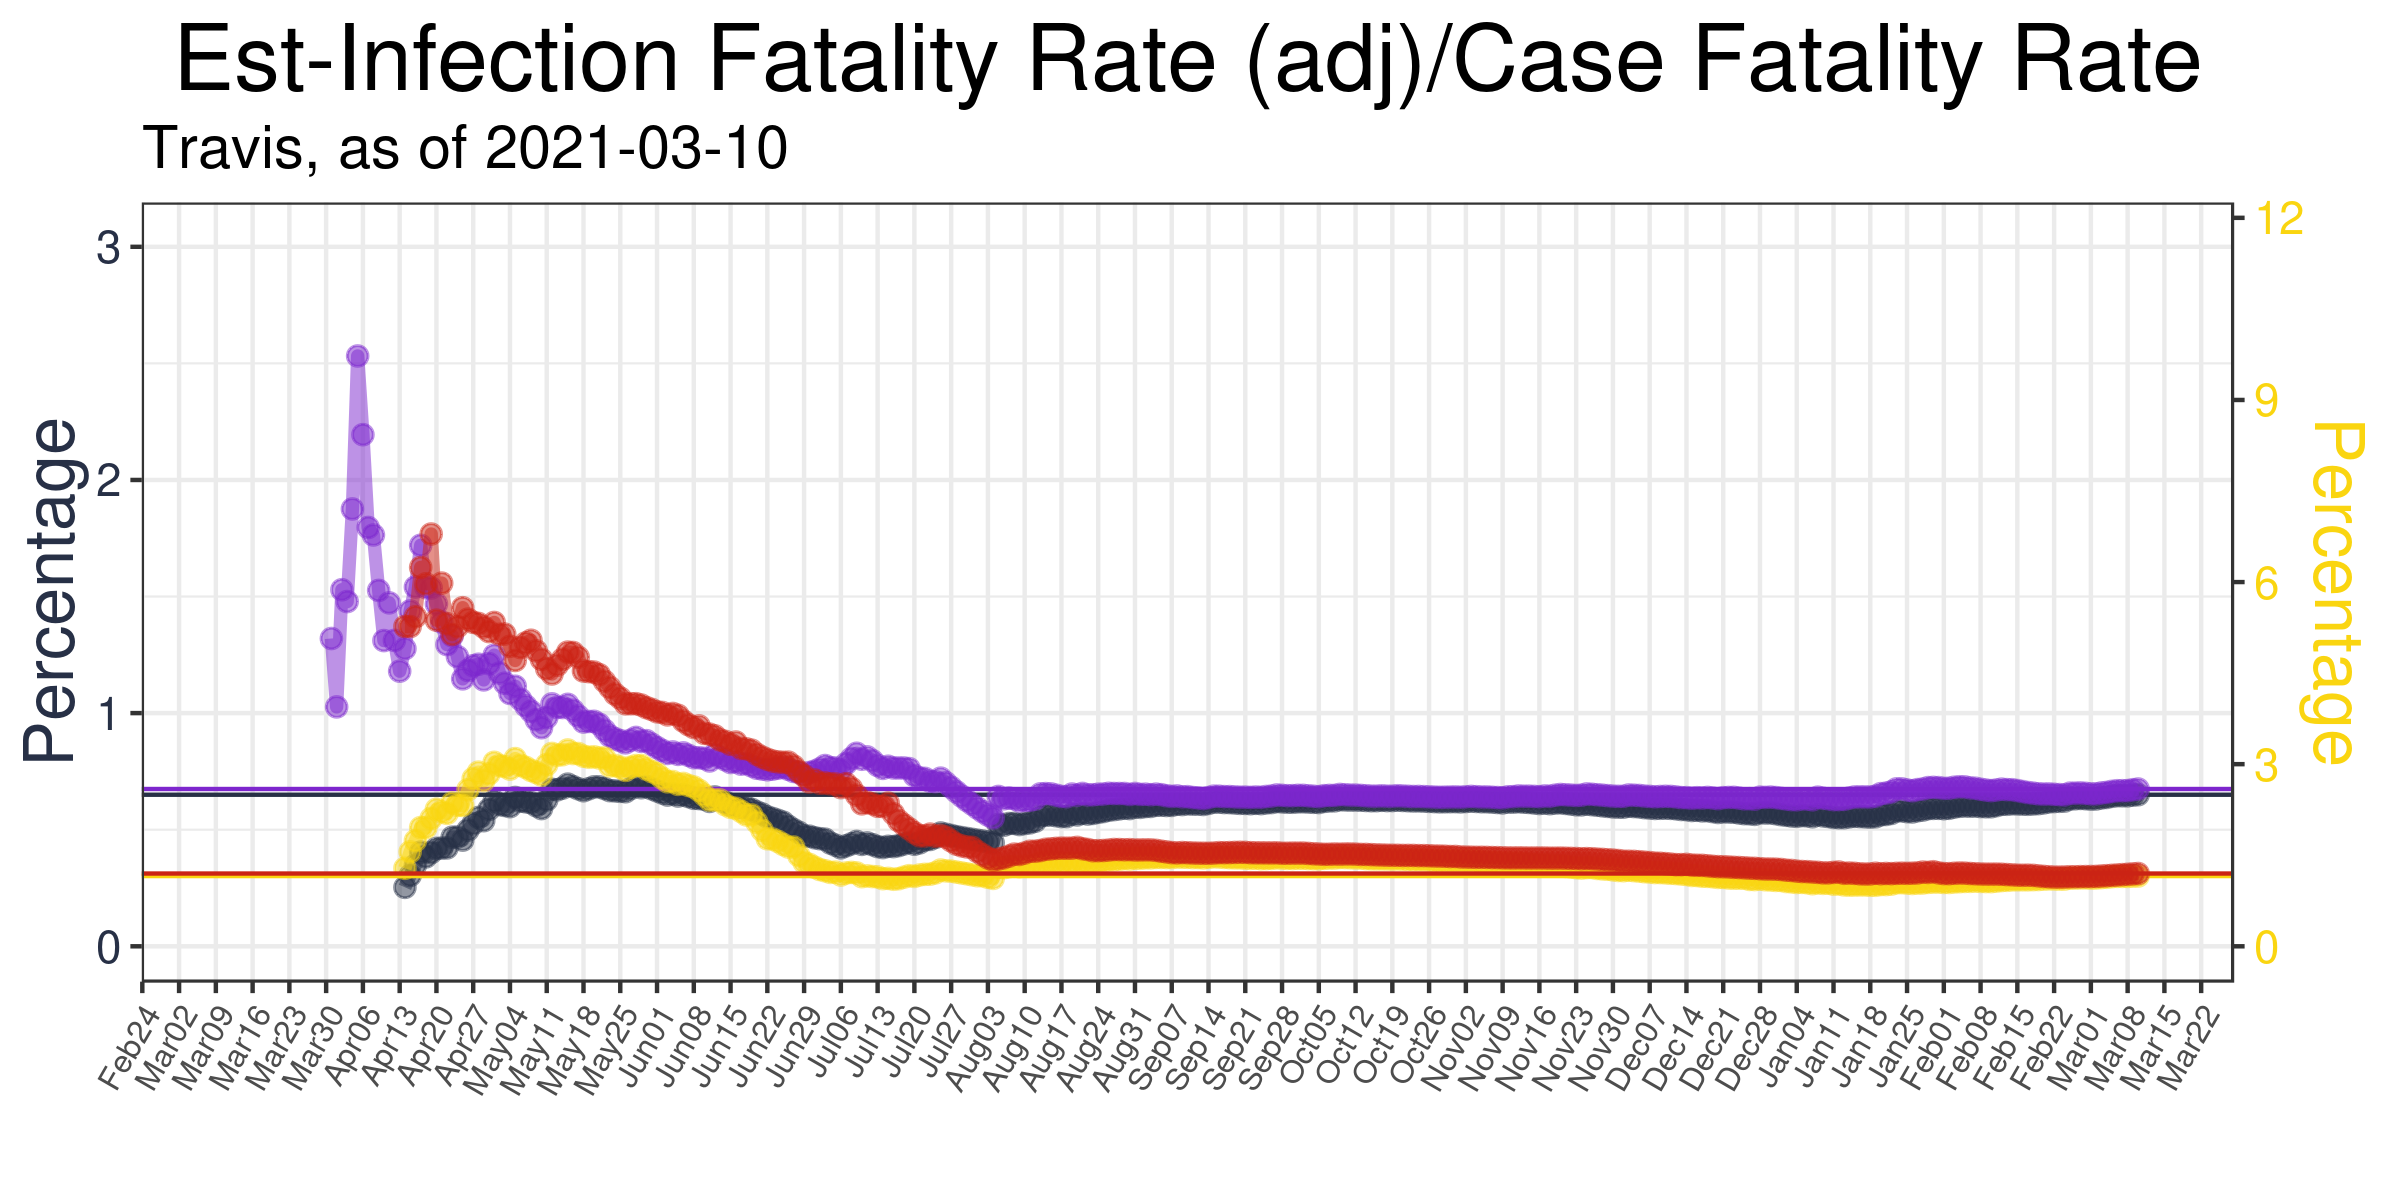 Est-Infection Fatality Rate (adj)/Case Fatality Rate
Travis, as of 2021-03-10
Percentage
3
2
1
0
12
9
6
3
0
Percentage
Feb24
Mar02
Mar09
Mar16
Mar23
Mar30
Apr06
Apr13
Apr20
Apr27
May04
May11
May18
May25
Jun01
Jun08
Jun15
Jun22
Jun29
Jul06
Jul13
Jul20
Jul27
Aug03
Aug10
Aug17
Aug24
Aug31
Sep07
Sep14
Sep21
Sep28
Oct05
Oct12
Oct19
Oct26
Nov02
Nov09
Nov16
Nov23
Nov30
Dec07
Dec14
Dec21
Dec28
Jan04
Jan11
Jan18
Jan25
Feb01
Feb08
Feb15
Feb22
Mar01
Mar08
Mar15
Mar22